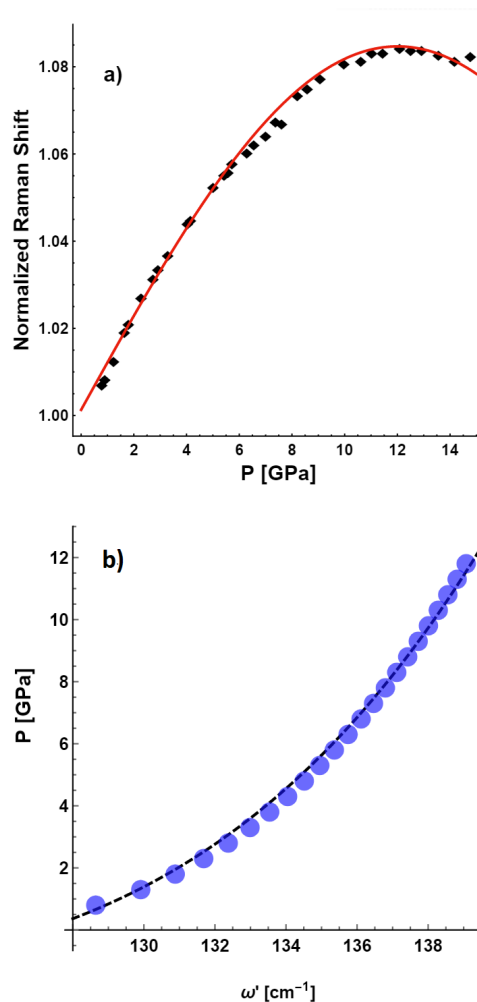 a)
Normalized Raman Shift
1.08
1.06
1.04
1.02
1.00
0 2 4 6 8 10 12 14
P [GPa]
b)
P [GPa]
12
10
8
6
4
2
130 132 134 136 138
ω' [cm⁻¹]